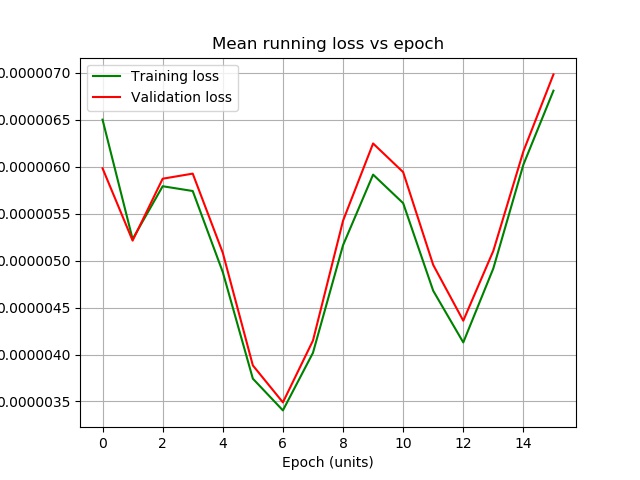 Mean running loss vs epoch
Training loss
Validation loss
0.0000070
0.0000065
0.0000060
0.0000055
0.0000050
0.0000045
0.0000040
0.0000035
0 2 4 6 8 10 12 14
Epoch (units)